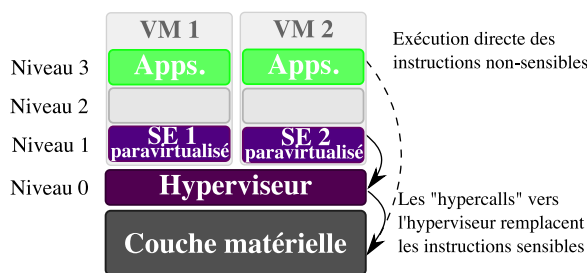 VM 1
VM 2
Exécution directe des
instructions non-sensibles
Niveau 3
Apps.
Apps.
Niveau 2
Niveau 1
SE 1
paravirtualisé
SE 2
paravirtualisé
Niveau 0
Hyperviseur
Les "hypercalls" vers
l'hyperviseur remplacent
les instructions sensibles
Couche matérielle